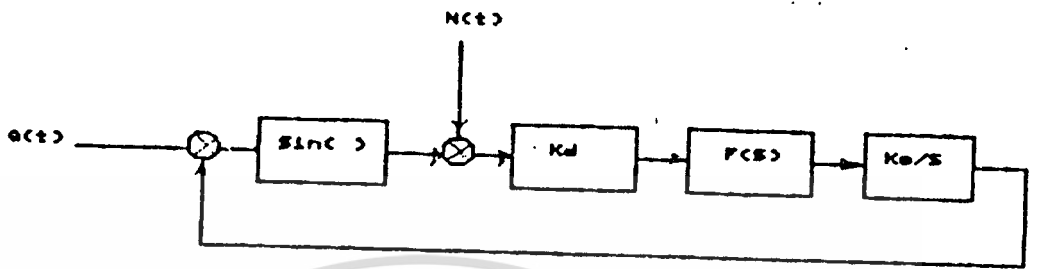 N(t)
θ(t)
sin( )
Kd
F(s)
Ko/s